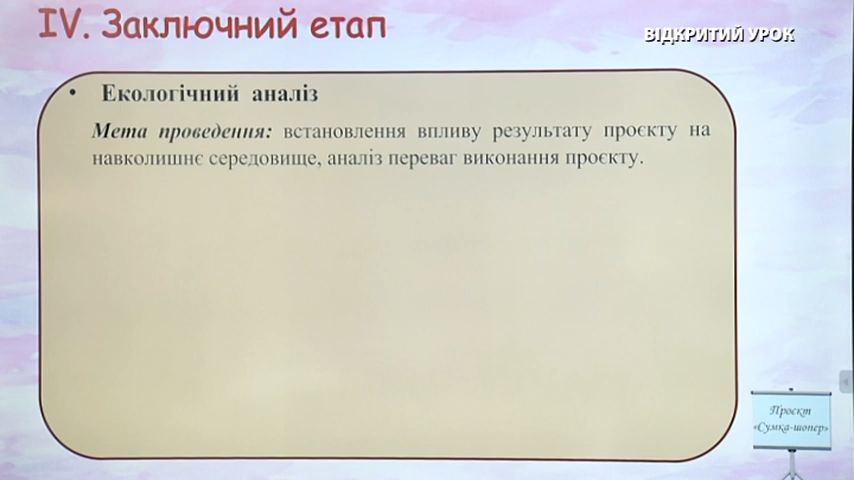 IV. Заключний етап
ВІДКРИТИЙ УРОК
• Екологічний аналіз
Мета проведення: встановлення впливу результату проєкту на
навколишнє середовище, аналіз переваг виконання проєкту.
Проєкт
«Сумка-шопер»